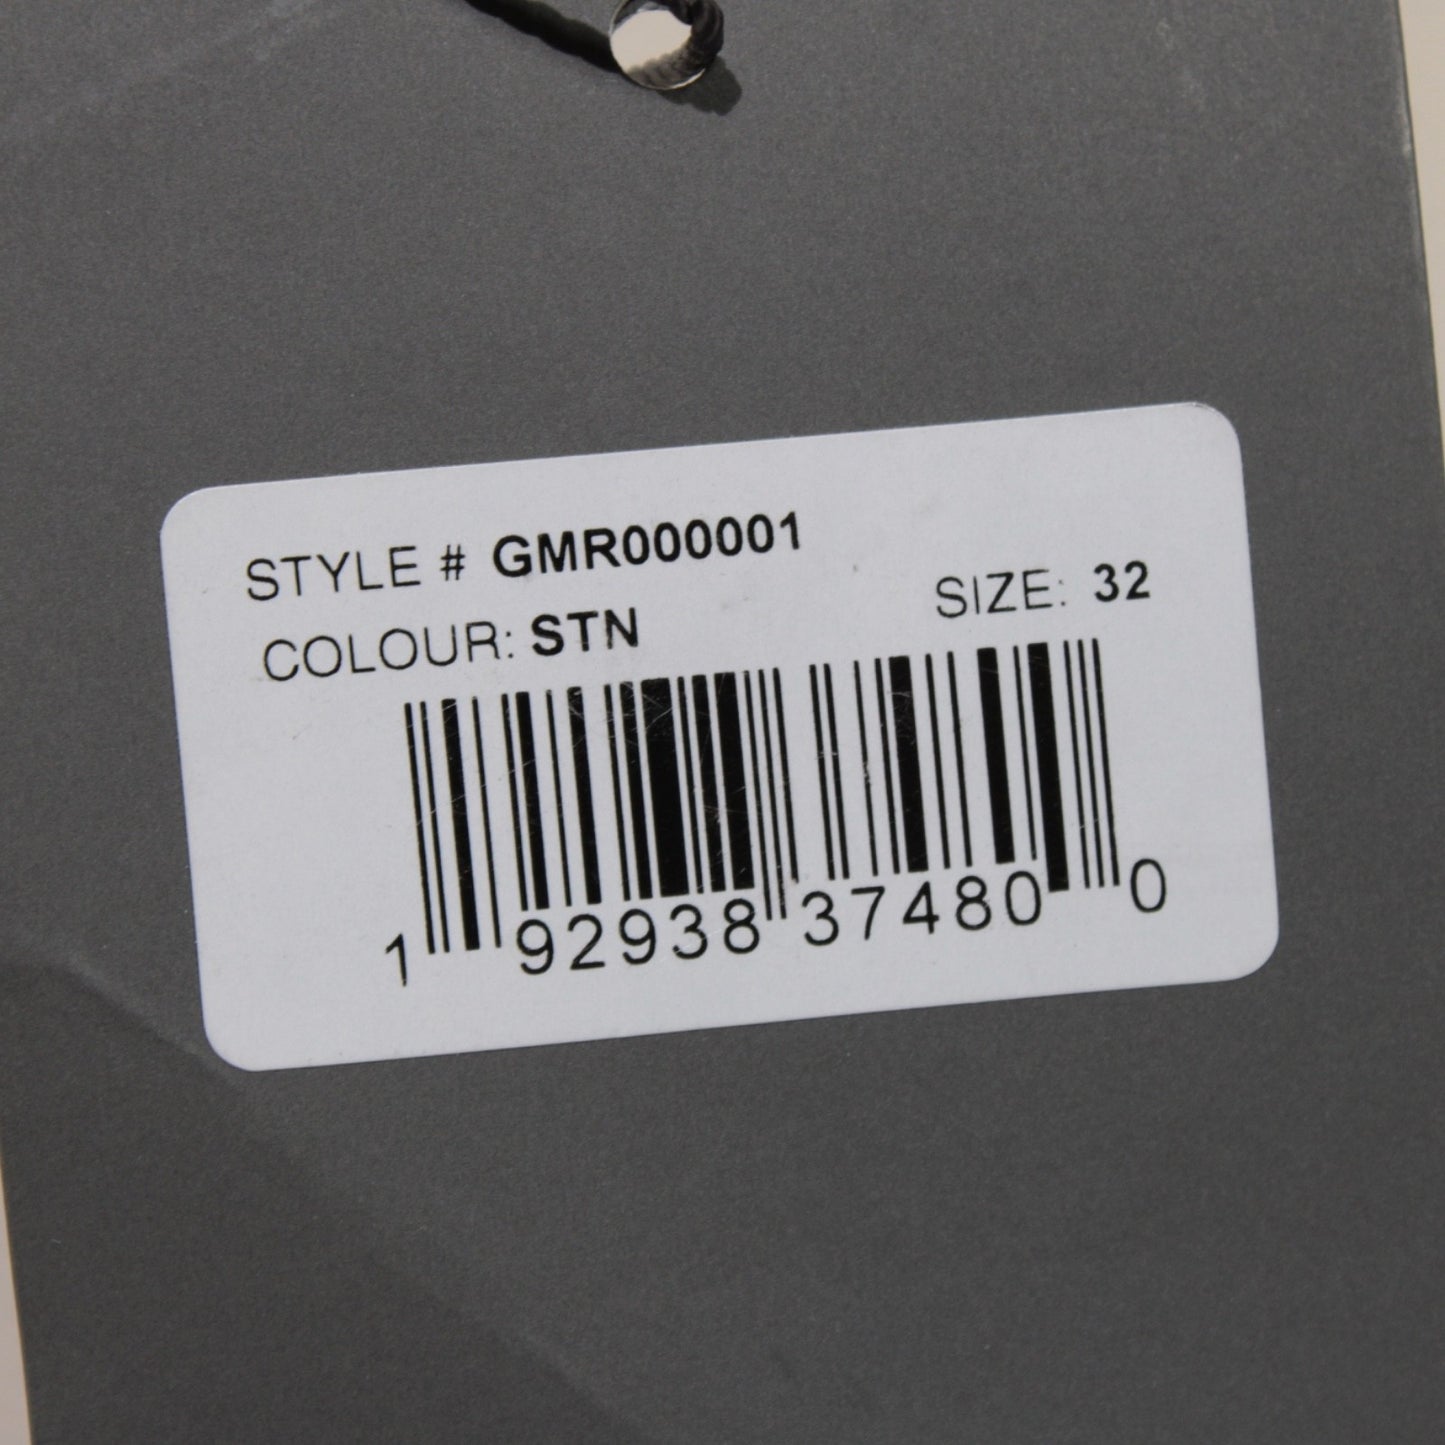 STYLE # GMR000001
COLOUR: STN
SIZE: 32
1 92938 37480 0